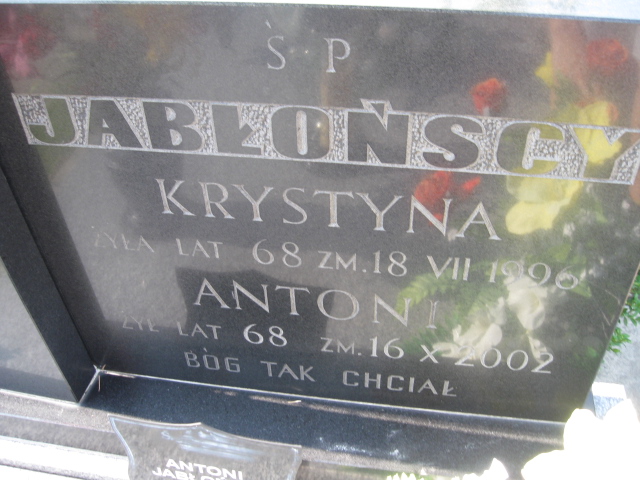 Ś P
JABŁOŃSCY
KRYSTYNA
ŻYŁA LAT 68 ZM. 18 VII 1996
ANTONI
ŻYŁ LAT 68 ZM. 16 X 2002
BÓG TAK CHCIAŁ
ANTONI